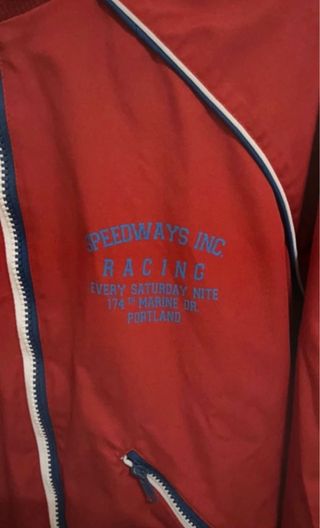 SPEEDWAYS INC.
RACING
EVERY SATURDAY NITE
174TH MARINE DR.
PORTLAND